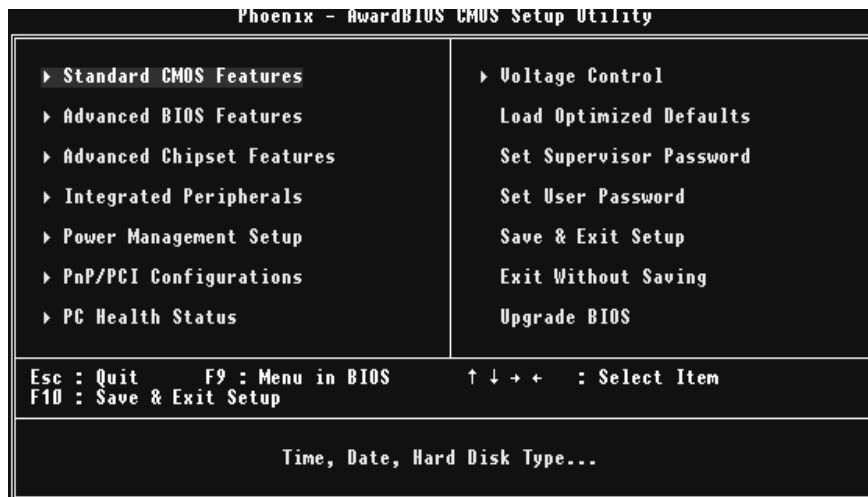 Phoenix - AwardBIOS CMOS Setup Utility
Standard CMOS Features
Advanced BIOS Features
Advanced Chipset Features
Integrated Peripherals
Power Management Setup
PnP/PCI Configurations
PC Health Status
Voltage Control
Load Optimized Defaults
Set Supervisor Password
Set User Password
Save & Exit Setup
Exit Without Saving
Upgrade BIOS
Esc : Quit F9 : Menu in BIOS ↑ ↓ → ← : Select Item
F10 : Save & Exit Setup
Time, Date, Hard Disk Type...